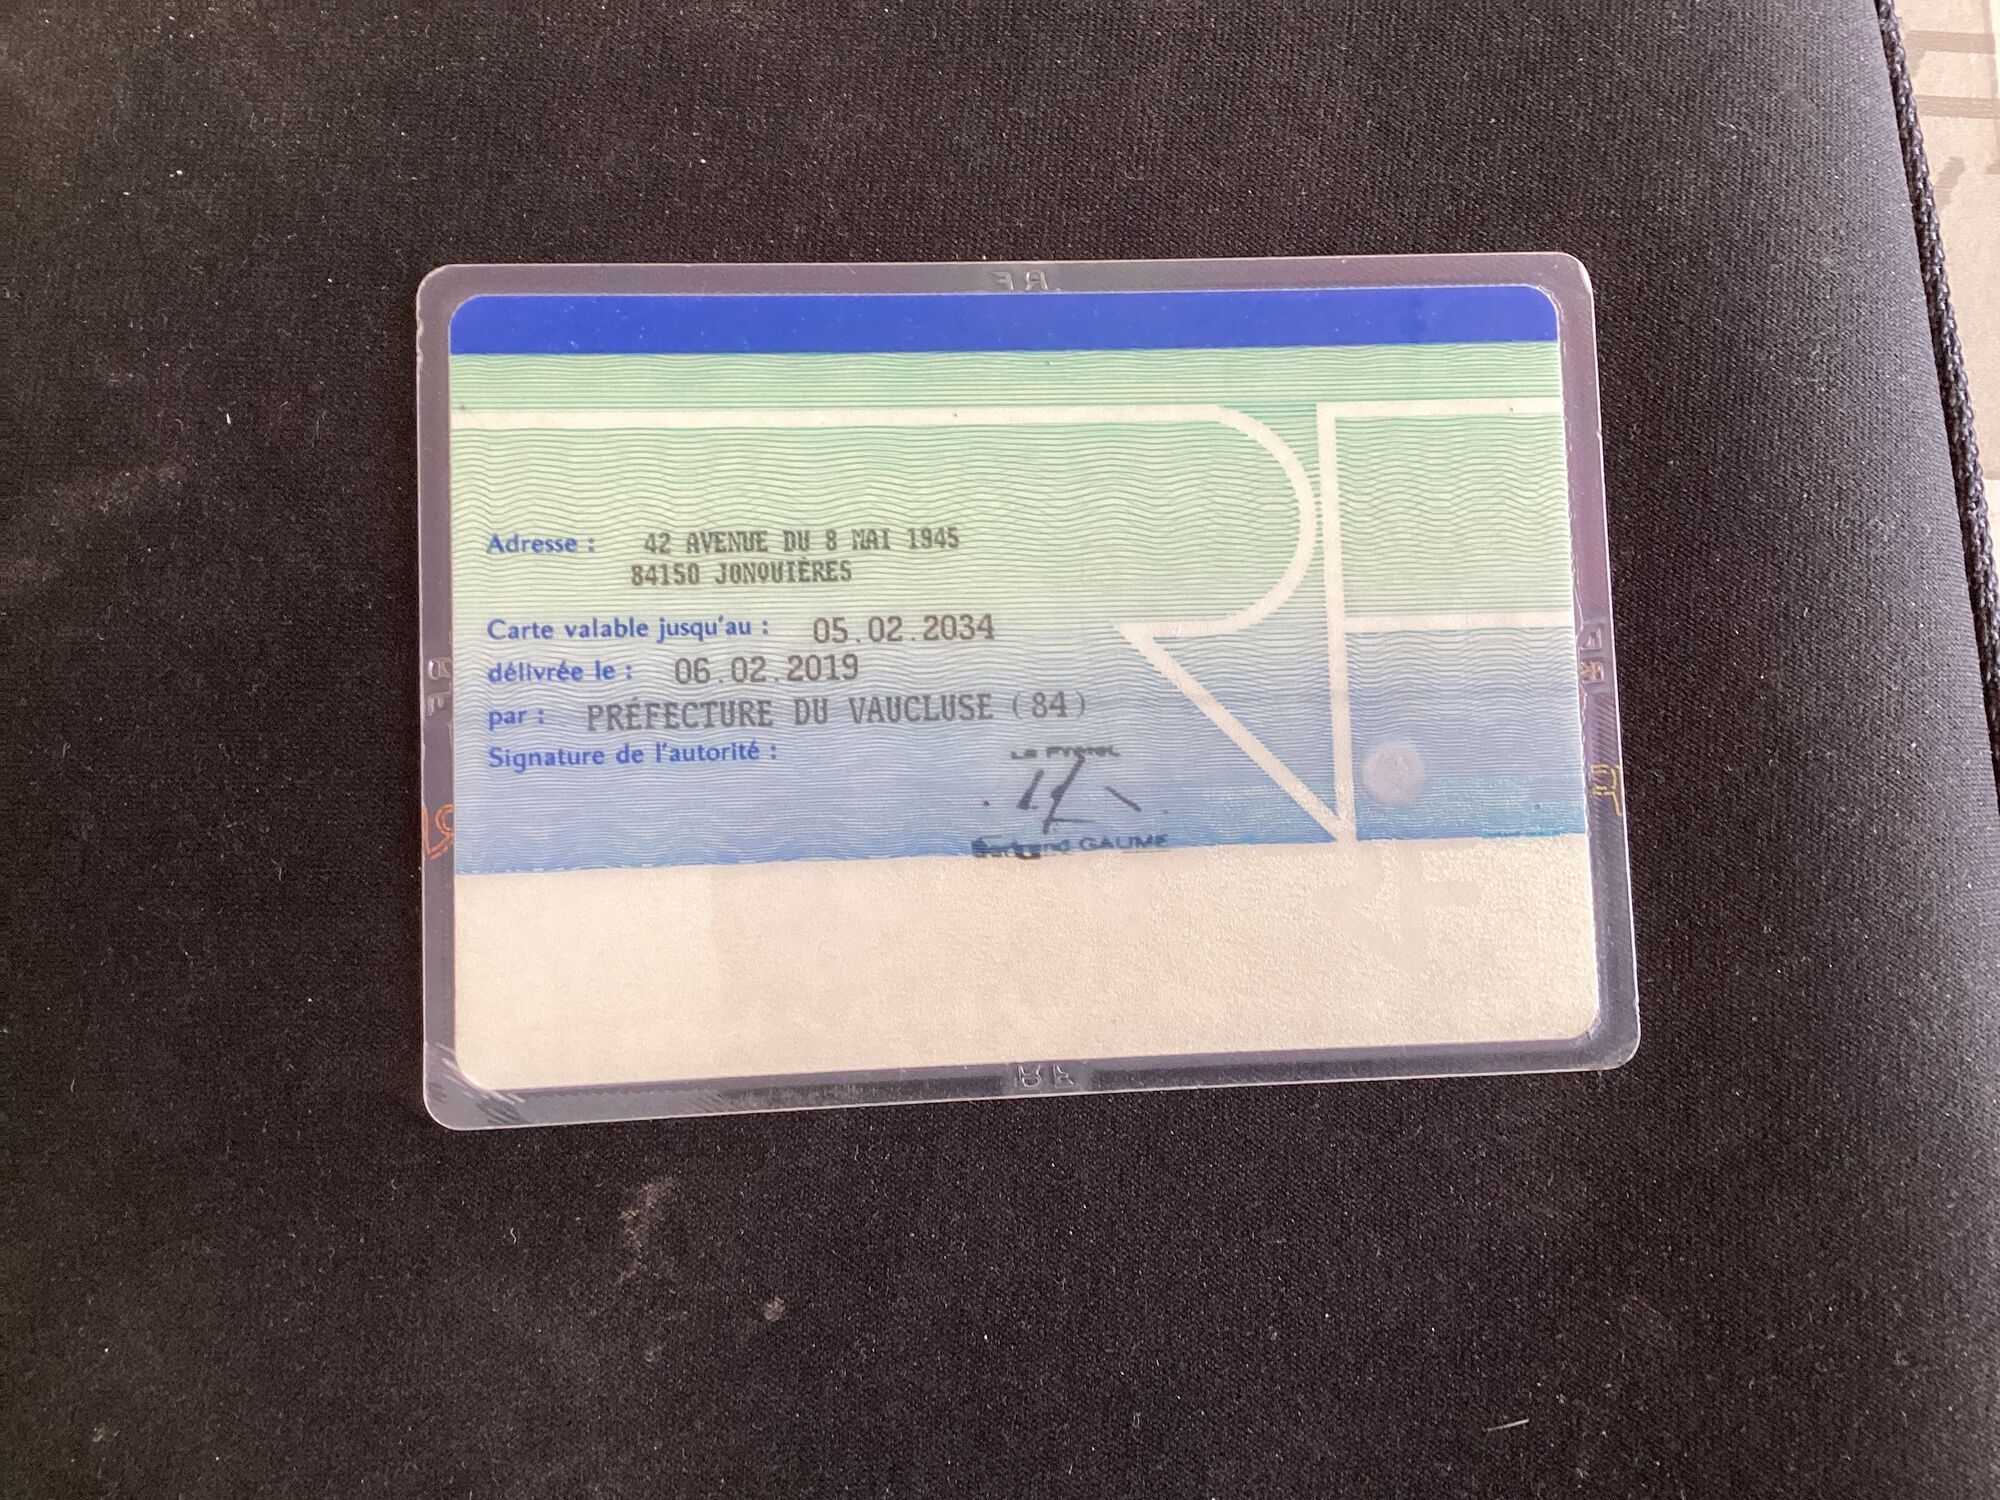 RF
Adresse : 42 AVENUE DU 8 MAI 1945
84150 JONQUIÈRES
Carte valable jusqu'au : 05.02.2034
délivrée le : 06.02.2019
par : PRÉFECTURE DU VAUCLUSE (84)
Signature de l'autorité :
Le Préfet
Bertrand GAUME
RF